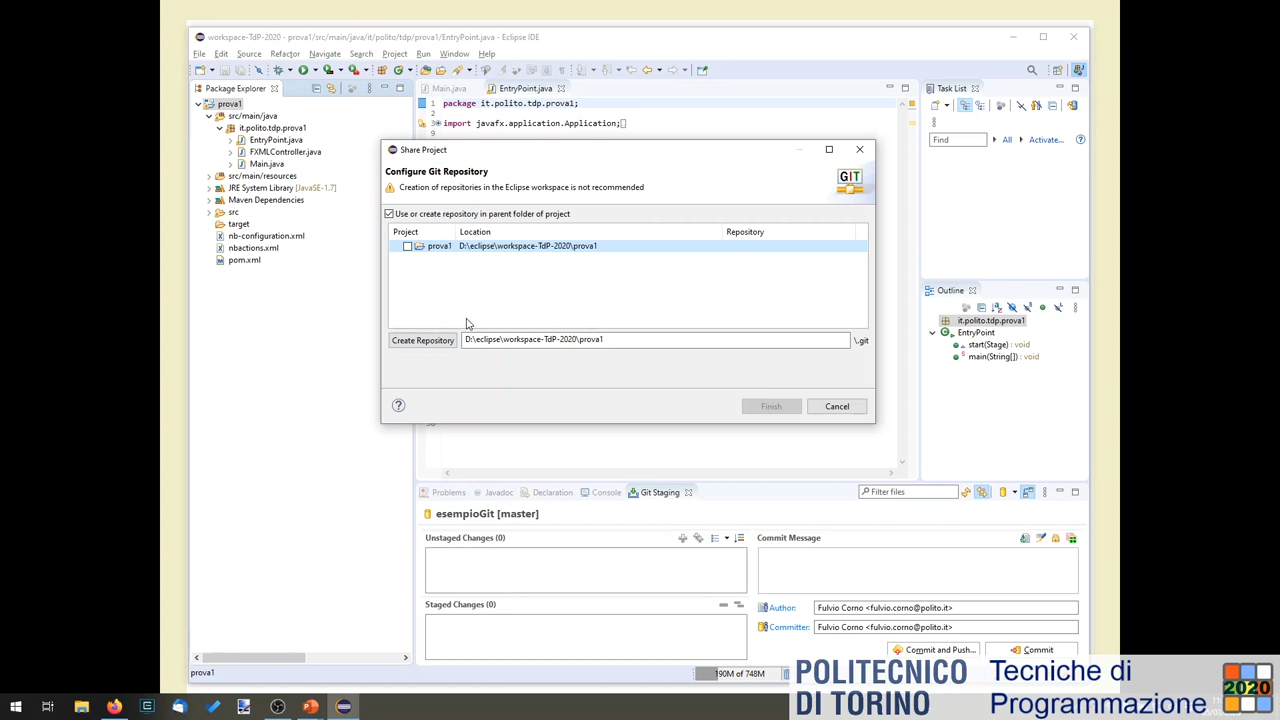 workspace-TdP-2020 - prova1/src/main/java/it/polito/tdp/prova1/EntryPoint.java - Eclipse IDE
File Edit Source Refactor Navigate Search Project Run Window Help
Package Explorer
prova1
src/main/java
it.polito.tdp.prova1
EntryPoint.java
FXMLController.java
Main.java
src/main/resources
JRE System Library [JavaSE-1.7]
Maven Dependencies
src
target
nb-configuration.xml
nbactions.xml
pom.xml
Main.java EntryPoint.java
1 package it.polito.tdp.prova1;
2
3 import javafx.application.Application;
9
Task List
Find All Activate...
Share Project
Configure Git Repository
Creation of repositories in the Eclipse workspace is not recommended
GIT
Use or create repository in parent folder of project
Project Location Repository
prova1 D:\eclipse\workspace-TdP-2020\prova1
Create Repository D:\eclipse\workspace-TdP-2020\prova1 \.git
Finish Cancel
Outline
it.polito.tdp.prova1
EntryPoint
start(Stage) : void
main(String[]) : void
Problems Javadoc Declaration Console Git Staging
Filter files
esempioGit [master]
Unstaged Changes (0)
Staged Changes (0)
Commit Message
Author: Fulvio Corno <fulvio.corno@polito.it>
Committer: Fulvio Corno <fulvio.corno@polito.it>
Commit and Push... Commit
prova1
190M of 748M
POLITECNICO
DI TORINO
Tecniche di
Programmazione
2020